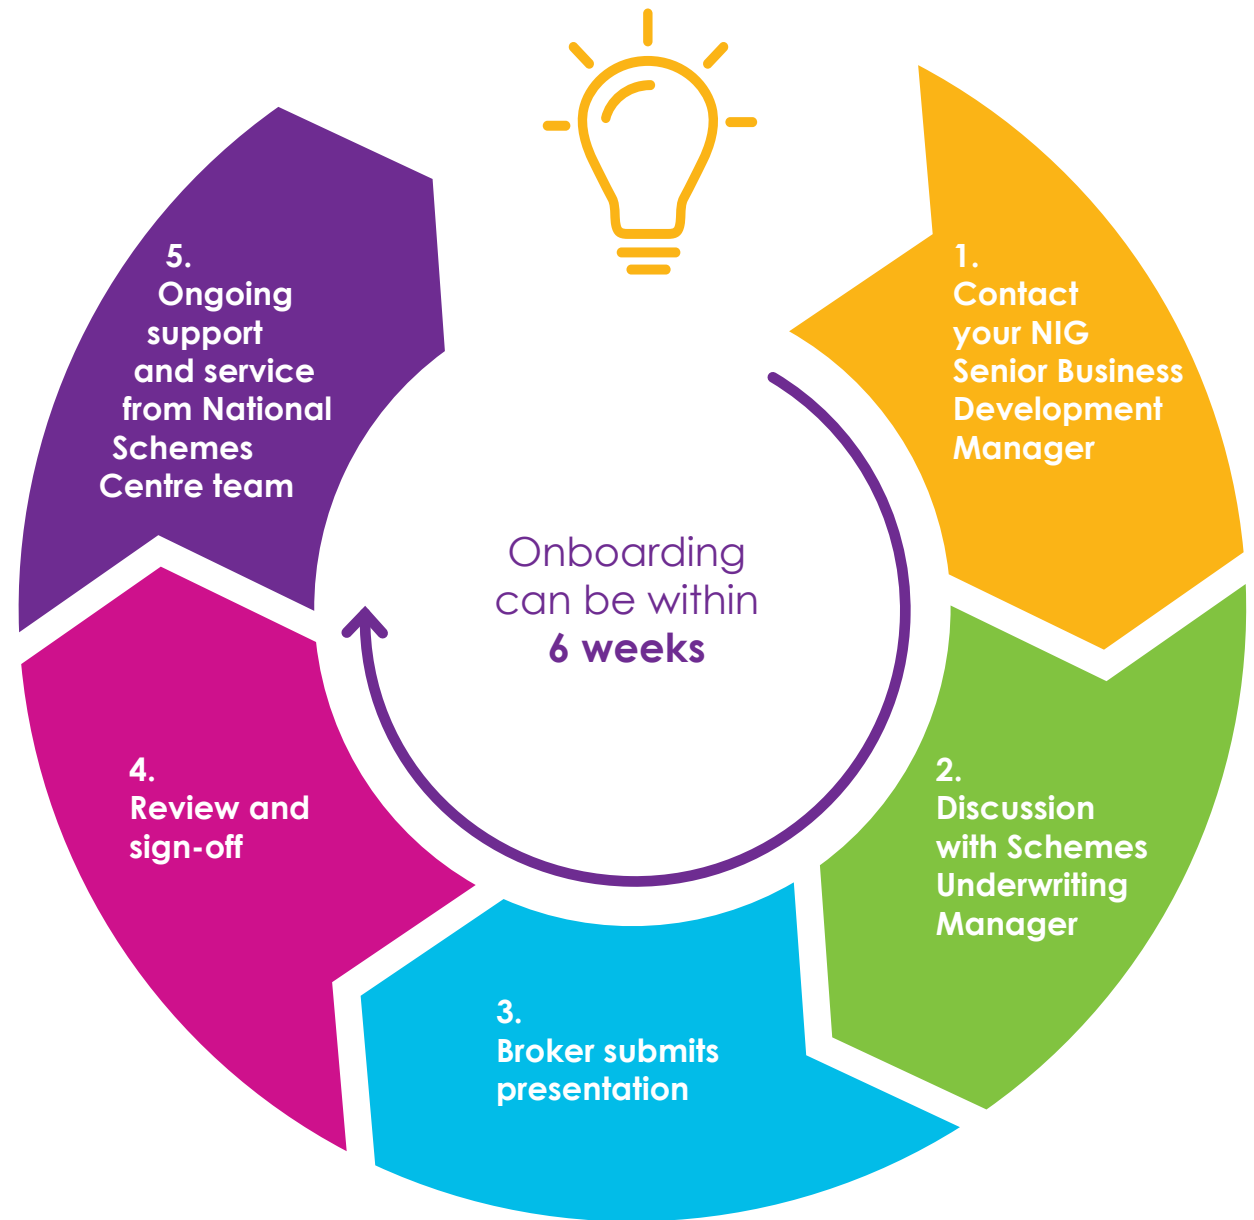 1.
Contact
your NIG
Senior Business
Development
Manager
2.
Discussion
with Schemes
Underwriting
Manager
3.
Broker submits
presentation
4.
Review and
sign-off
5.
Ongoing
support
and service
from National
Schemes
Centre team
Onboarding
can be within
6 weeks